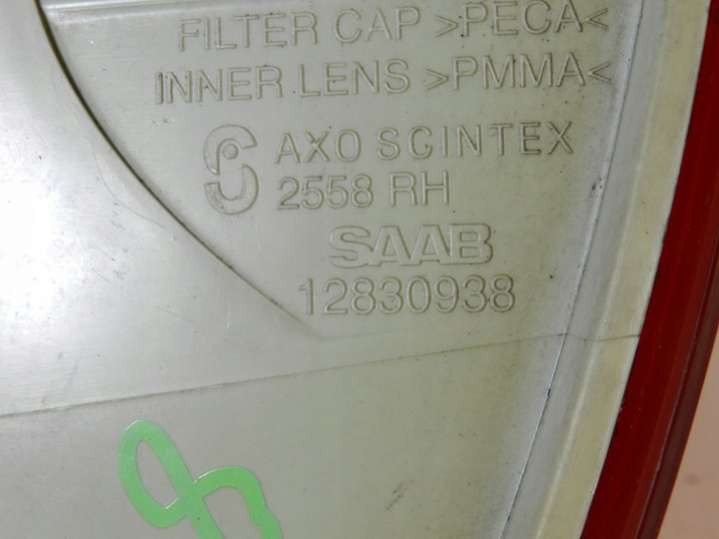 FILTER CAP >PECA<
INNER LENS >PMMA<
AXO SCINTEX
2558 RH
SAAB
12830938